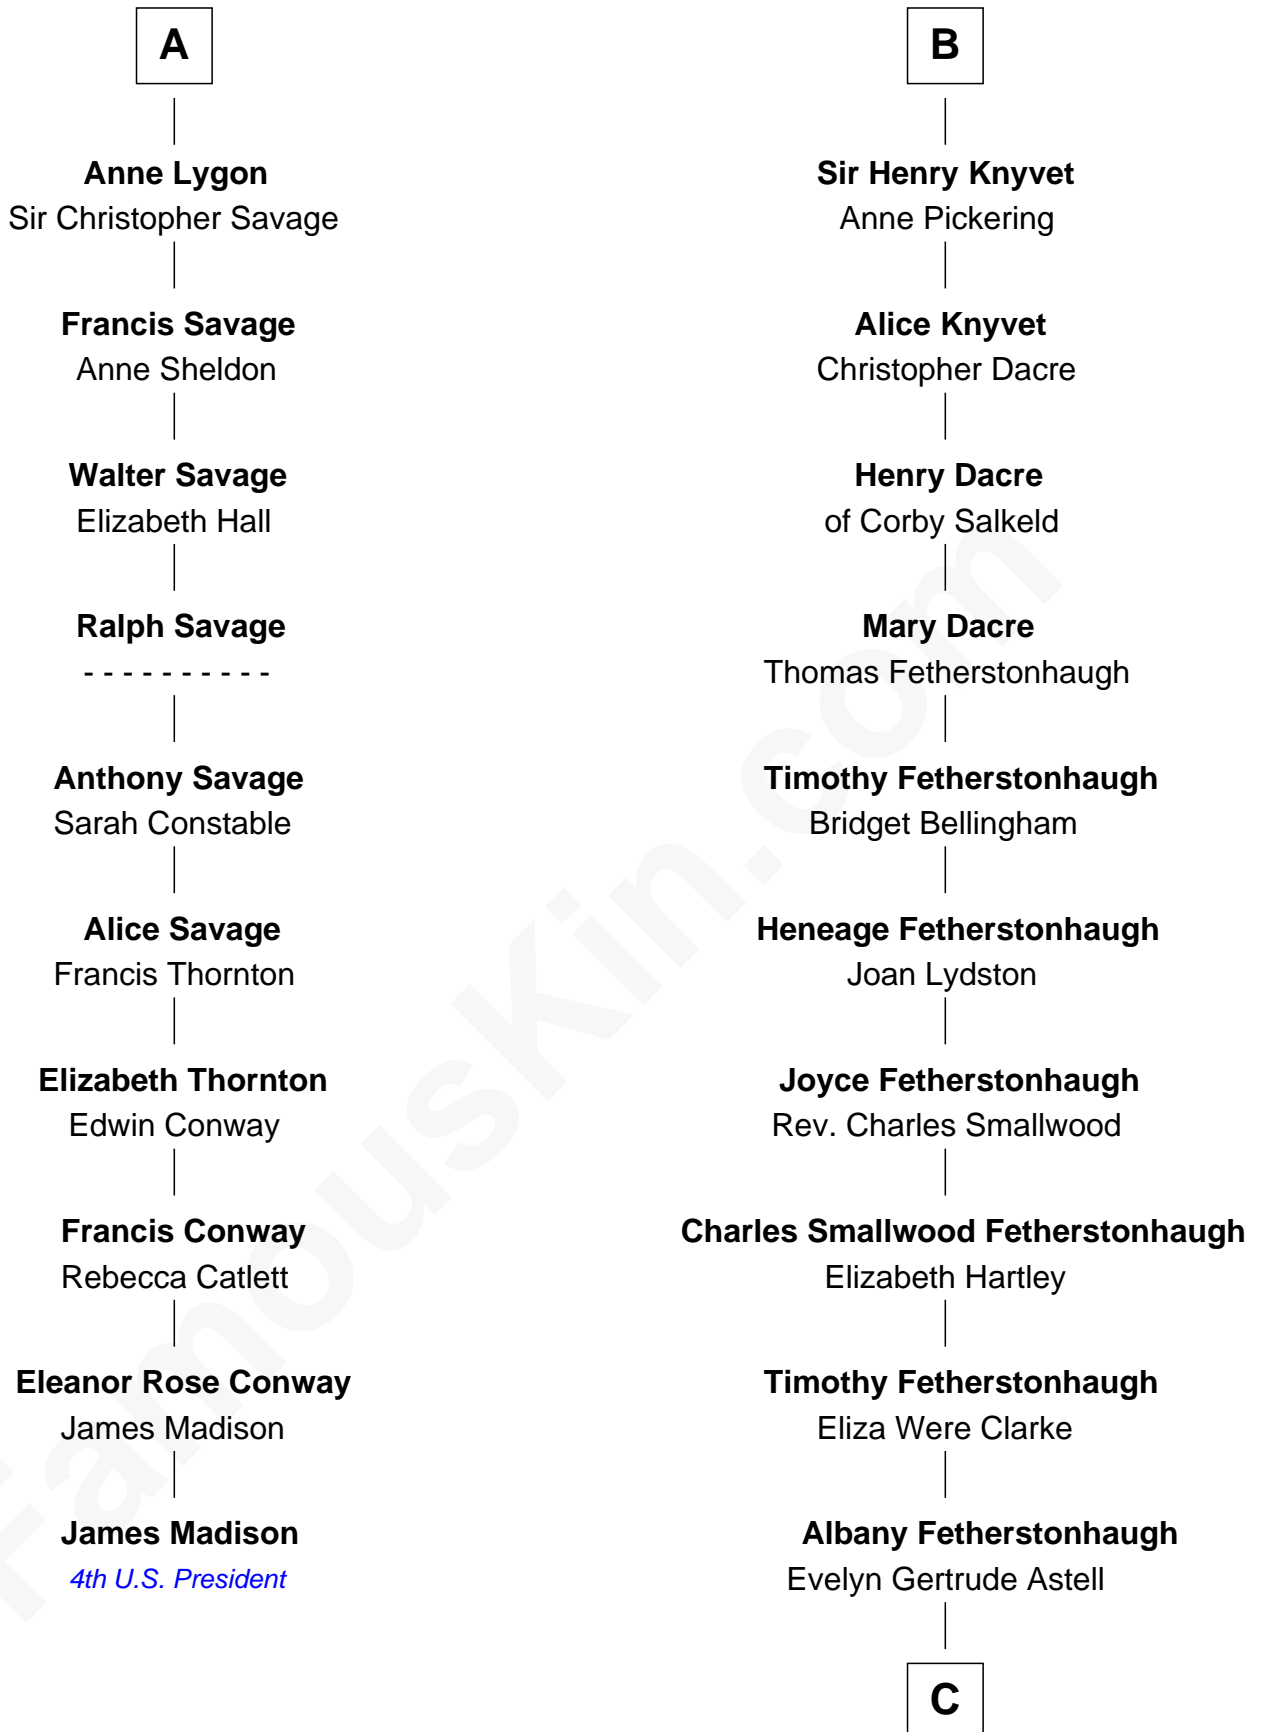 A
Anne Lygon
Sir Christopher Savage
Francis Savage
Anne Sheldon
Walter Savage
Elizabeth Hall
Ralph Savage
- - - - - - - - - -
Anthony Savage
Sarah Constable
Alice Savage
Francis Thornton
Elizabeth Thornton
Edwin Conway
Francis Conway
Rebecca Catlett
Eleanor Rose Conway
James Madison
James Madison
4th U.S. President
B
Sir Henry Knyvet
Anne Pickering
Alice Knyvet
Christopher Dacre
Henry Dacre
of Corby Salkeld
Mary Dacre
Thomas Fetherstonhaugh
Timothy Fetherstonhaugh
Bridget Bellingham
Heneage Fetherstonhaugh
Joan Lydston
Joyce Fetherstonhaugh
Rev. Charles Smallwood
Charles Smallwood Fetherstonhaugh
Elizabeth Hartley
Timothy Fetherstonhaugh
Eliza Were Clarke
Albany Fetherstonhaugh
Evelyn Gertrude Astell
C
FamousKin.com